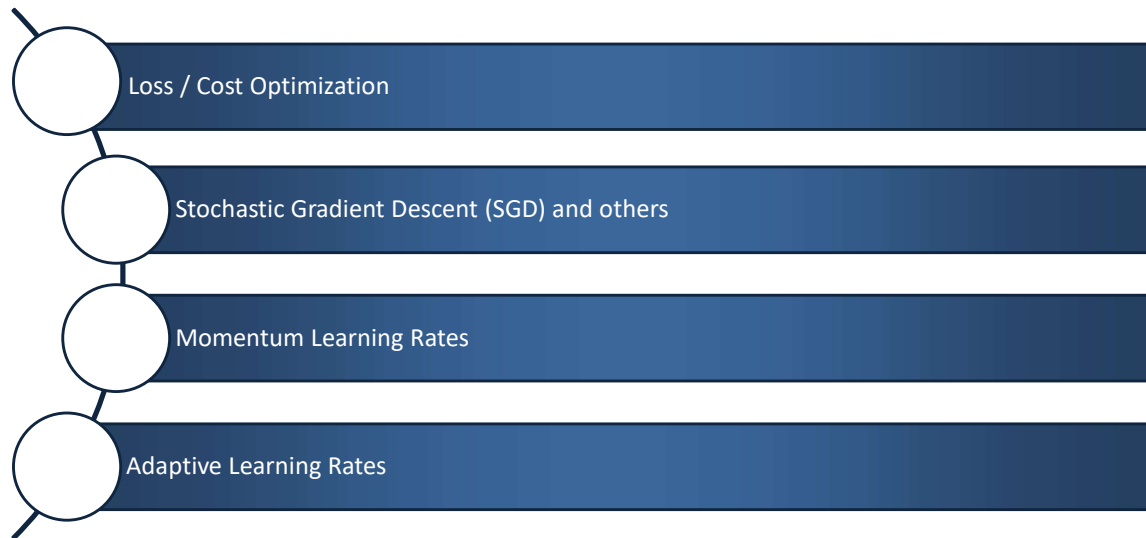 Loss / Cost Optimization
Stochastic Gradient Descent (SGD) and others
Momentum Learning Rates
Adaptive Learning Rates